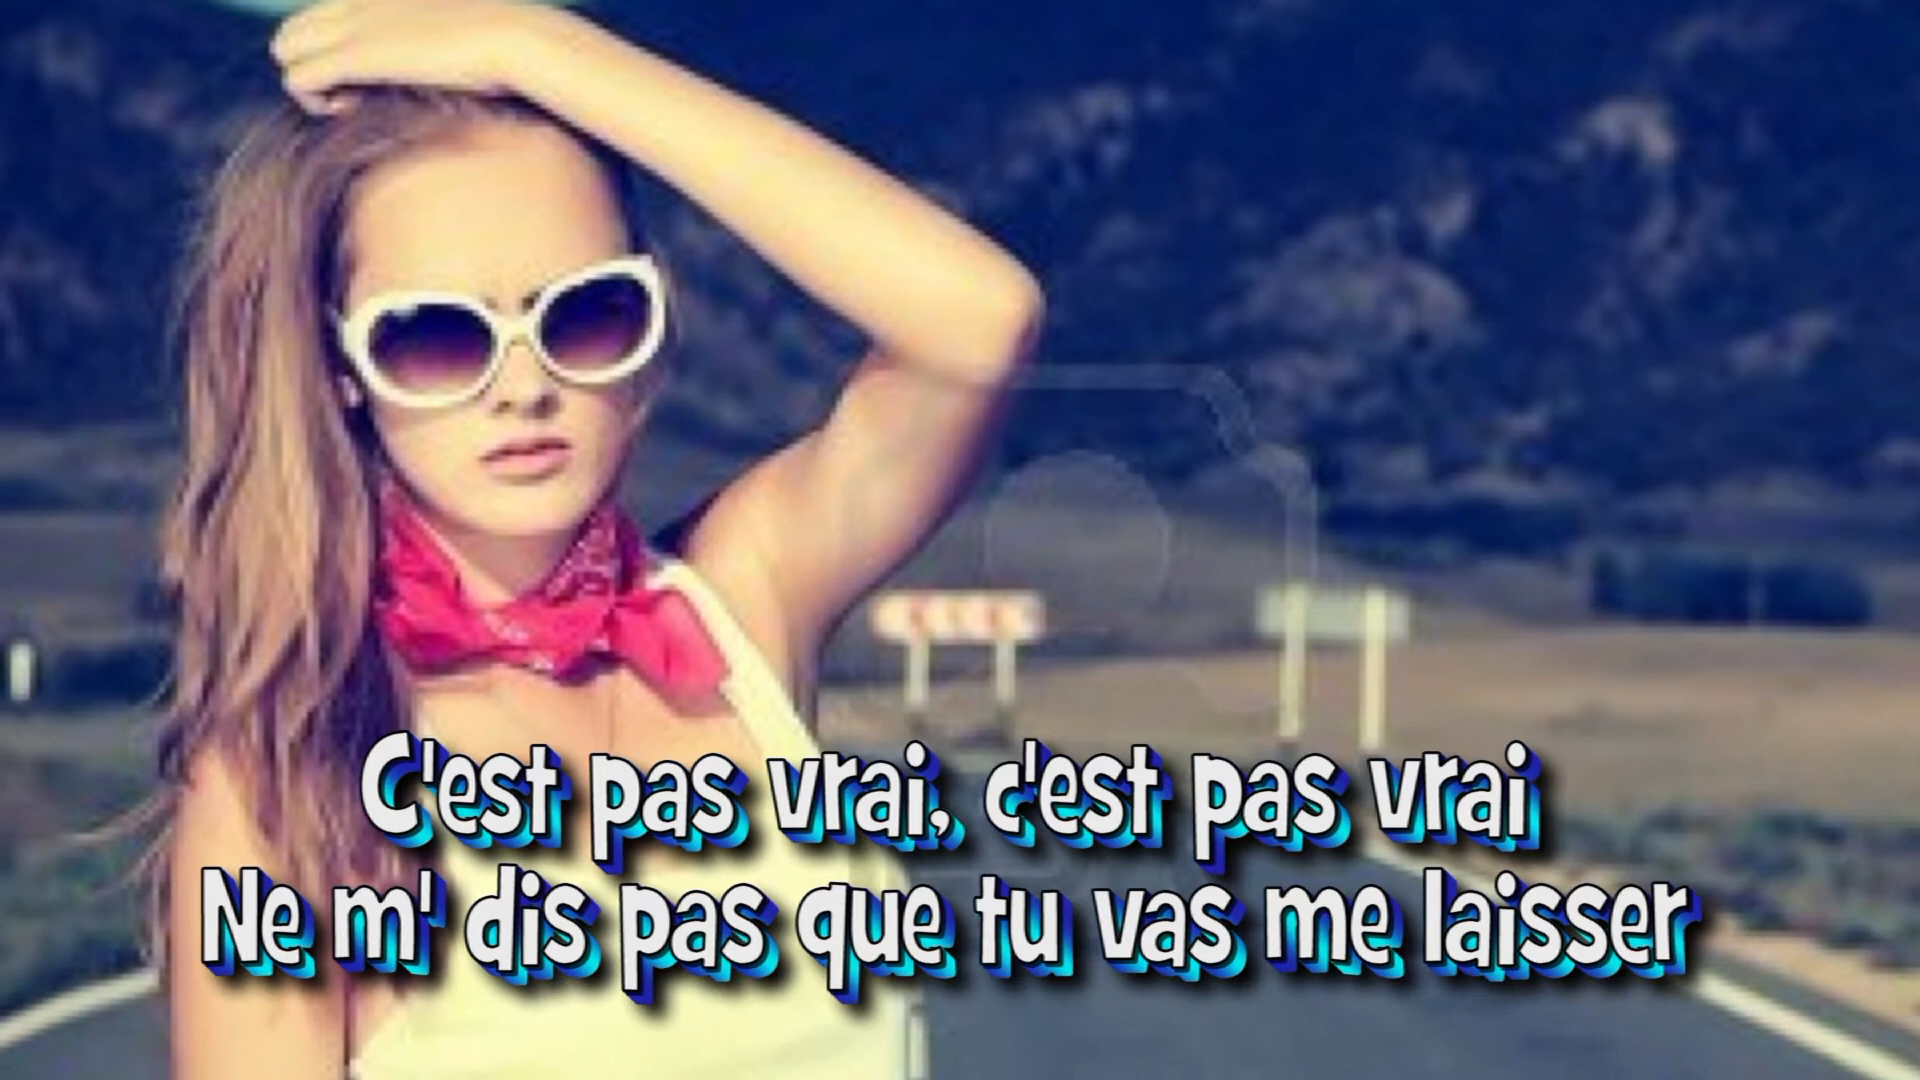 C'est pas vrai, c'est pas vrai
Ne m' dis pas que tu vas me laisser